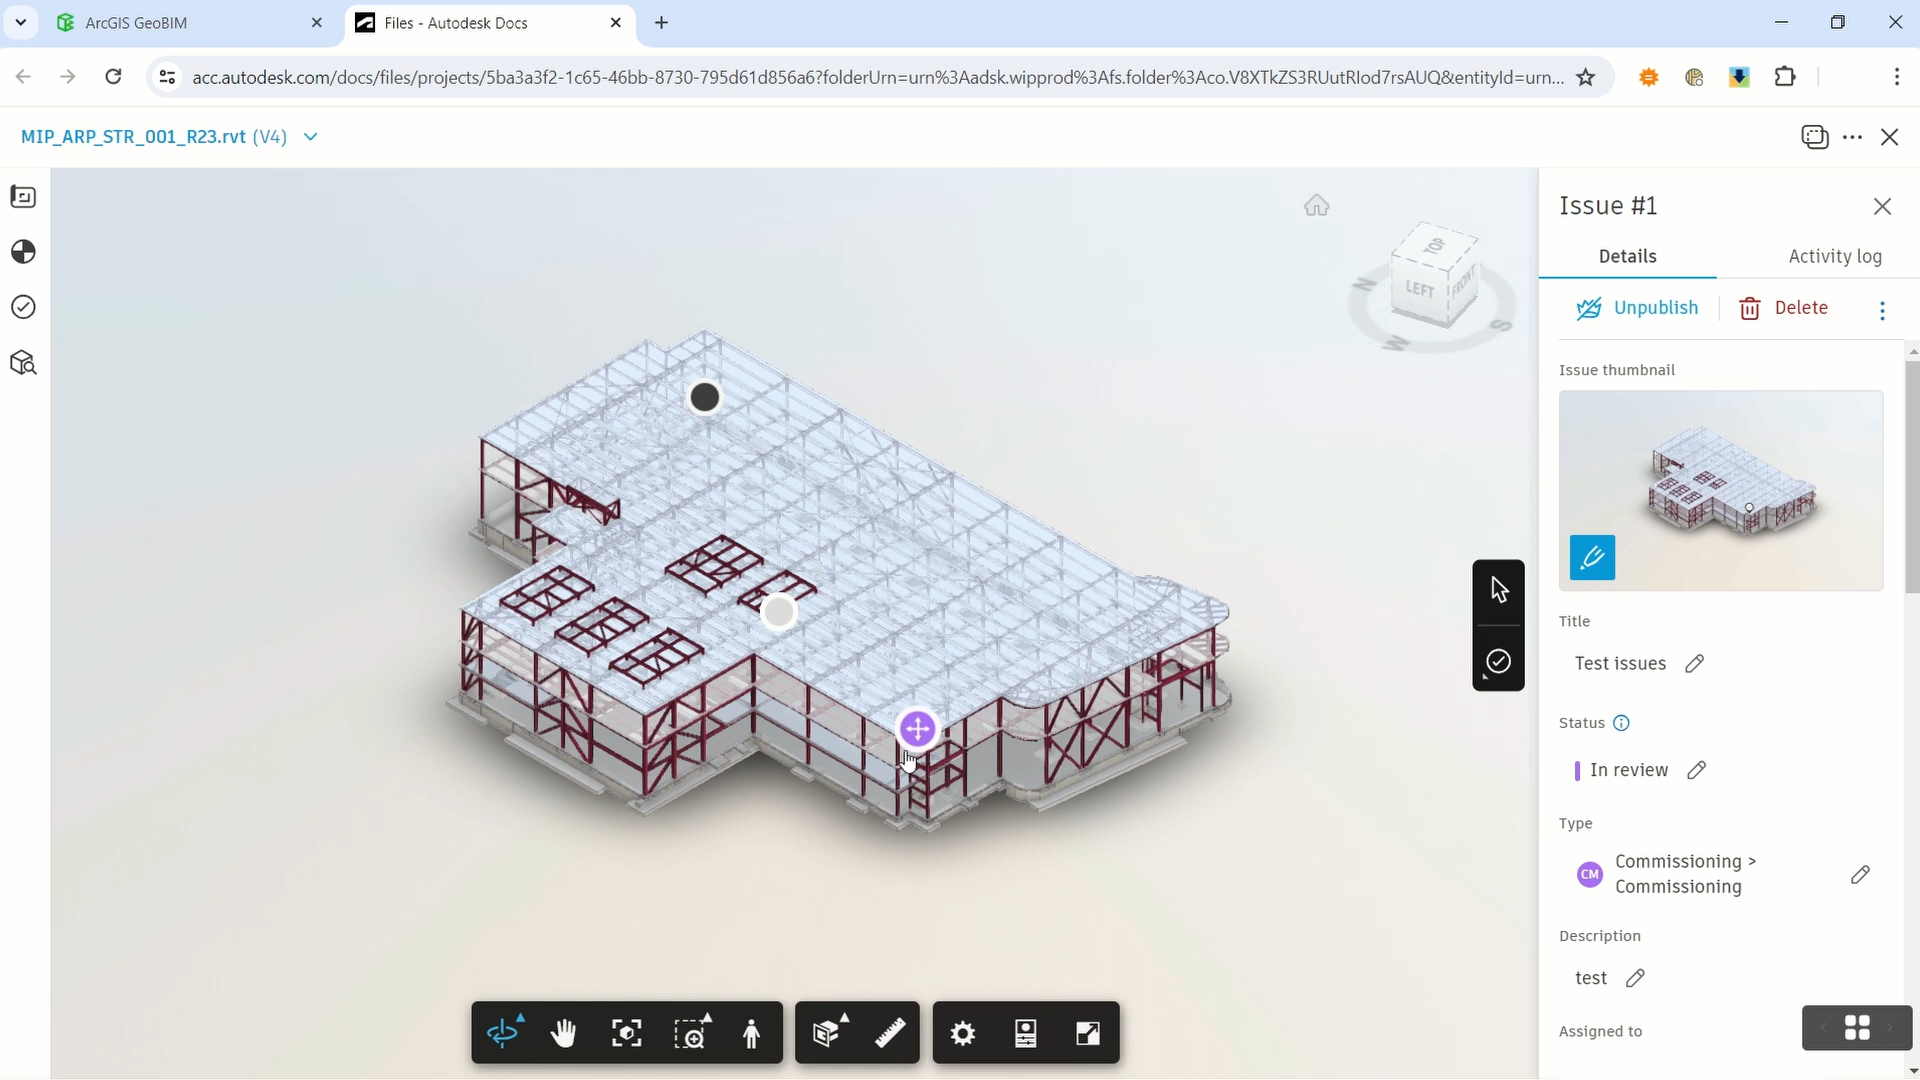 ArcGIS GeoBIM
Files - Autodesk Docs
acc.autodesk.com/docs/files/projects/5ba3a3f2-1c65-46bb-8730-795d61d856a6?folderUrn=urn%3Aadsk.wipprod%3Afs.folder%3Aco.V8XTkZS3RUutRIod7rsAUQ&entityId=urn...
MIP_ARP_STR_001_R23.rvt (V4)
TOP
LEFT
FRONT
N
S
W
Issue #1
Details
Activity log
Unpublish
Delete
Issue thumbnail
Title
Test issues
Status
In review
Type
CM
Commissioning >
Commissioning
Description
test
Assigned to